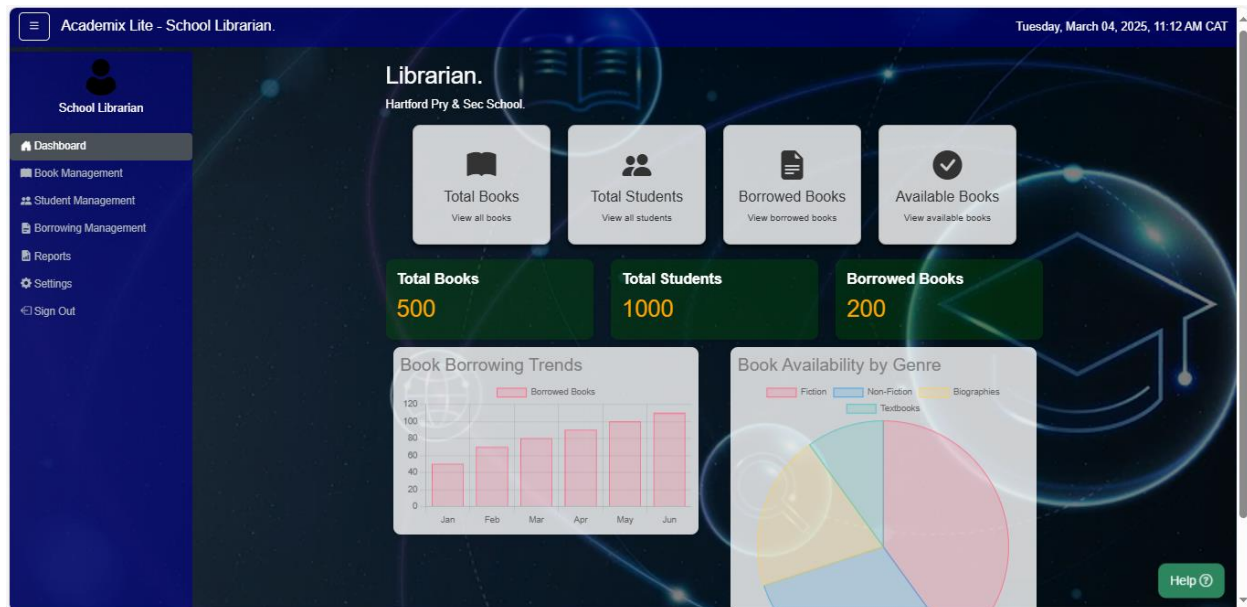 Academix Lite - School Librarian.
Tuesday, March 04, 2025, 11:12 AM CAT
School Librarian
Dashboard
Book Management
Student Management
Borrowing Management
Reports
Settings
Sign Out
Librarian.
Hartford Pry & Sec School.
Total Books
View all books
Total Students
View all students
Borrowed Books
View borrowed books
Available Books
View available books
Total Books
500
Total Students
1000
Borrowed Books
200
Book Borrowing Trends
Borrowed Books
120
100
80
60
40
20
0
Jan Feb Mar Apr May Jun
Book Availability by Genre
Fiction Non-Fiction Biographies
Textbooks
Help